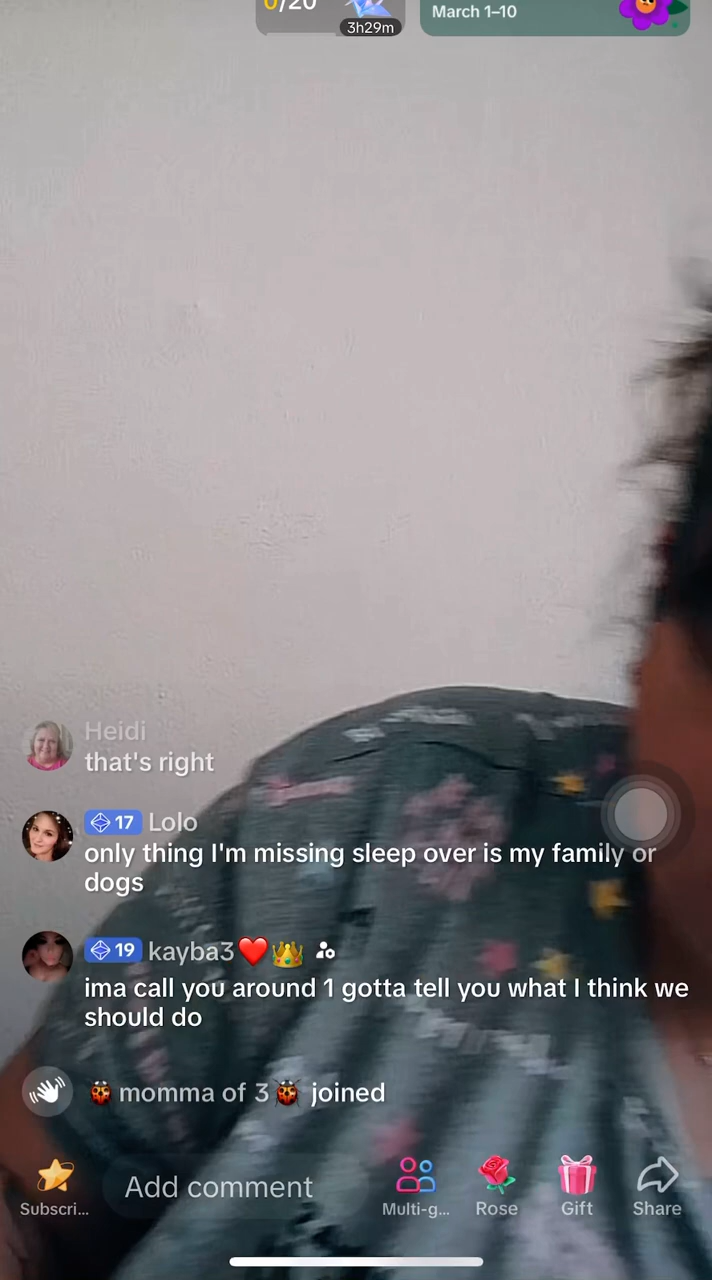 0/20
3h29m
March 1–10
Heidi
that's right
17 Lolo
only thing I'm missing sleep over is my family or
dogs
19 kayba3❤️👑
ima call you around 1 gotta tell you what I think we
should do
🐞 momma of 3🐞 joined
Subscri...
Add comment
Multi-g...
Rose
Gift
Share